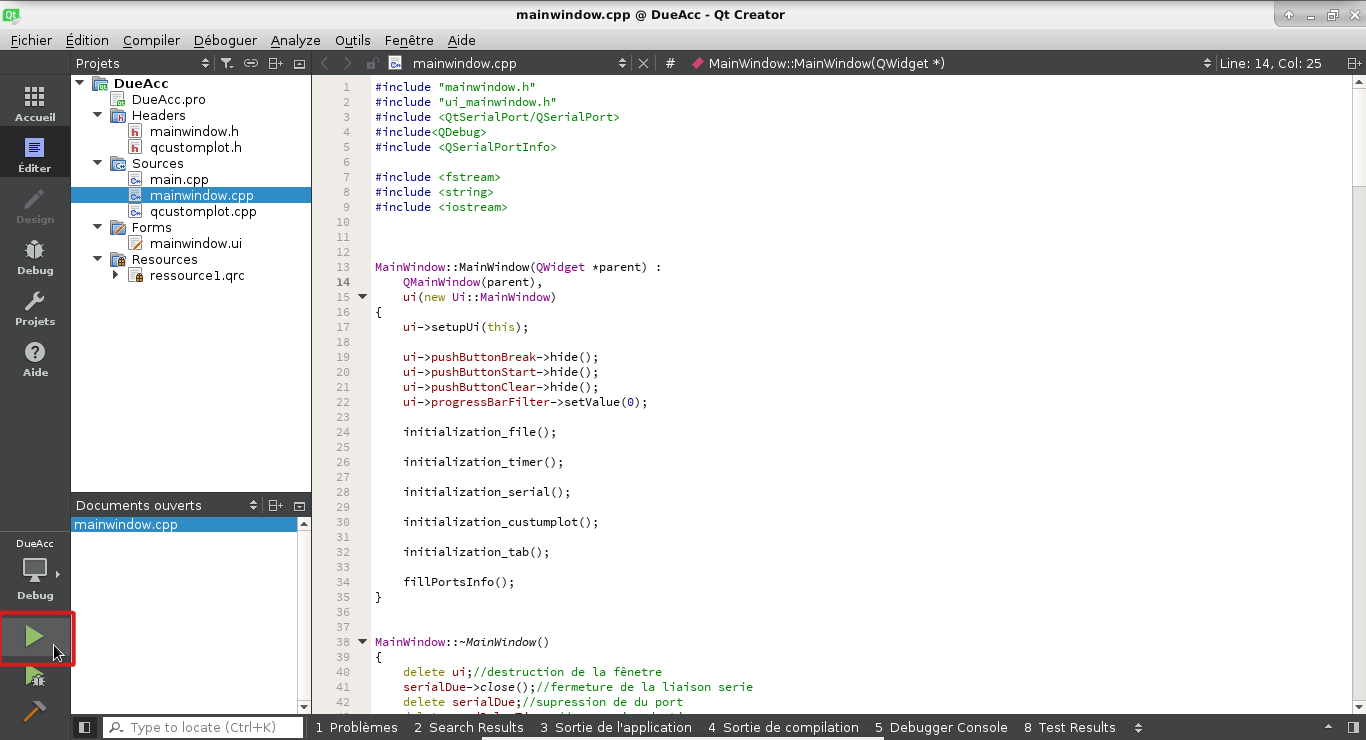 mainwindow.cpp @ DueAcc - Qt Creator
Fichier Édition Compiler Déboguer Analyze Outils Fenêtre Aide
Projets
mainwindow.cpp
#
MainWindow::MainWindow(QWidget *)
Line: 14, Col: 25
Accueil
Éditer
Design
Debug
Projets
Aide
DueAcc
Debug
DueAcc
DueAcc.pro
Headers
mainwindow.h
qcustomplot.h
Sources
main.cpp
mainwindow.cpp
qcustomplot.cpp
Forms
mainwindow.ui
Resources
ressource1.qrc
Documents ouverts
mainwindow.cpp
1 #include "mainwindow.h"
2 #include "ui_mainwindow.h"
3 #include <QtSerialPort/QSerialPort>
4 #include<QDebug>
5 #include <QSerialPortInfo>
6
7 #include <fstream>
8 #include <string>
9 #include <iostream>
10
11
12
13 MainWindow::MainWindow(QWidget *parent) :
14 QMainWindow(parent),
15 ui(new Ui::MainWindow)
16 {
17 ui->setupUi(this);
18
19 ui->pushButtonBreak->hide();
20 ui->pushButtonStart->hide();
21 ui->pushButtonClear->hide();
22 ui->progressBarFilter->setValue(0);
23
24 initialization_file();
25
26 initialization_timer();
27
28 initialization_serial();
29
30 initialization_custumplot();
31
32 initialization_tab();
33
34 fillPortsInfo();
35 }
36
37
38 MainWindow::~MainWindow()
39 {
40 delete ui;//destruction de la fênetre
41 serialDue->close();//fermeture de la liaison serie
42 delete serialDue;//supression de du port
Type to locate (Ctrl+K)
1 Problèmes 2 Search Results 3 Sortie de l'application 4 Sortie de compilation 5 Debugger Console 8 Test Results